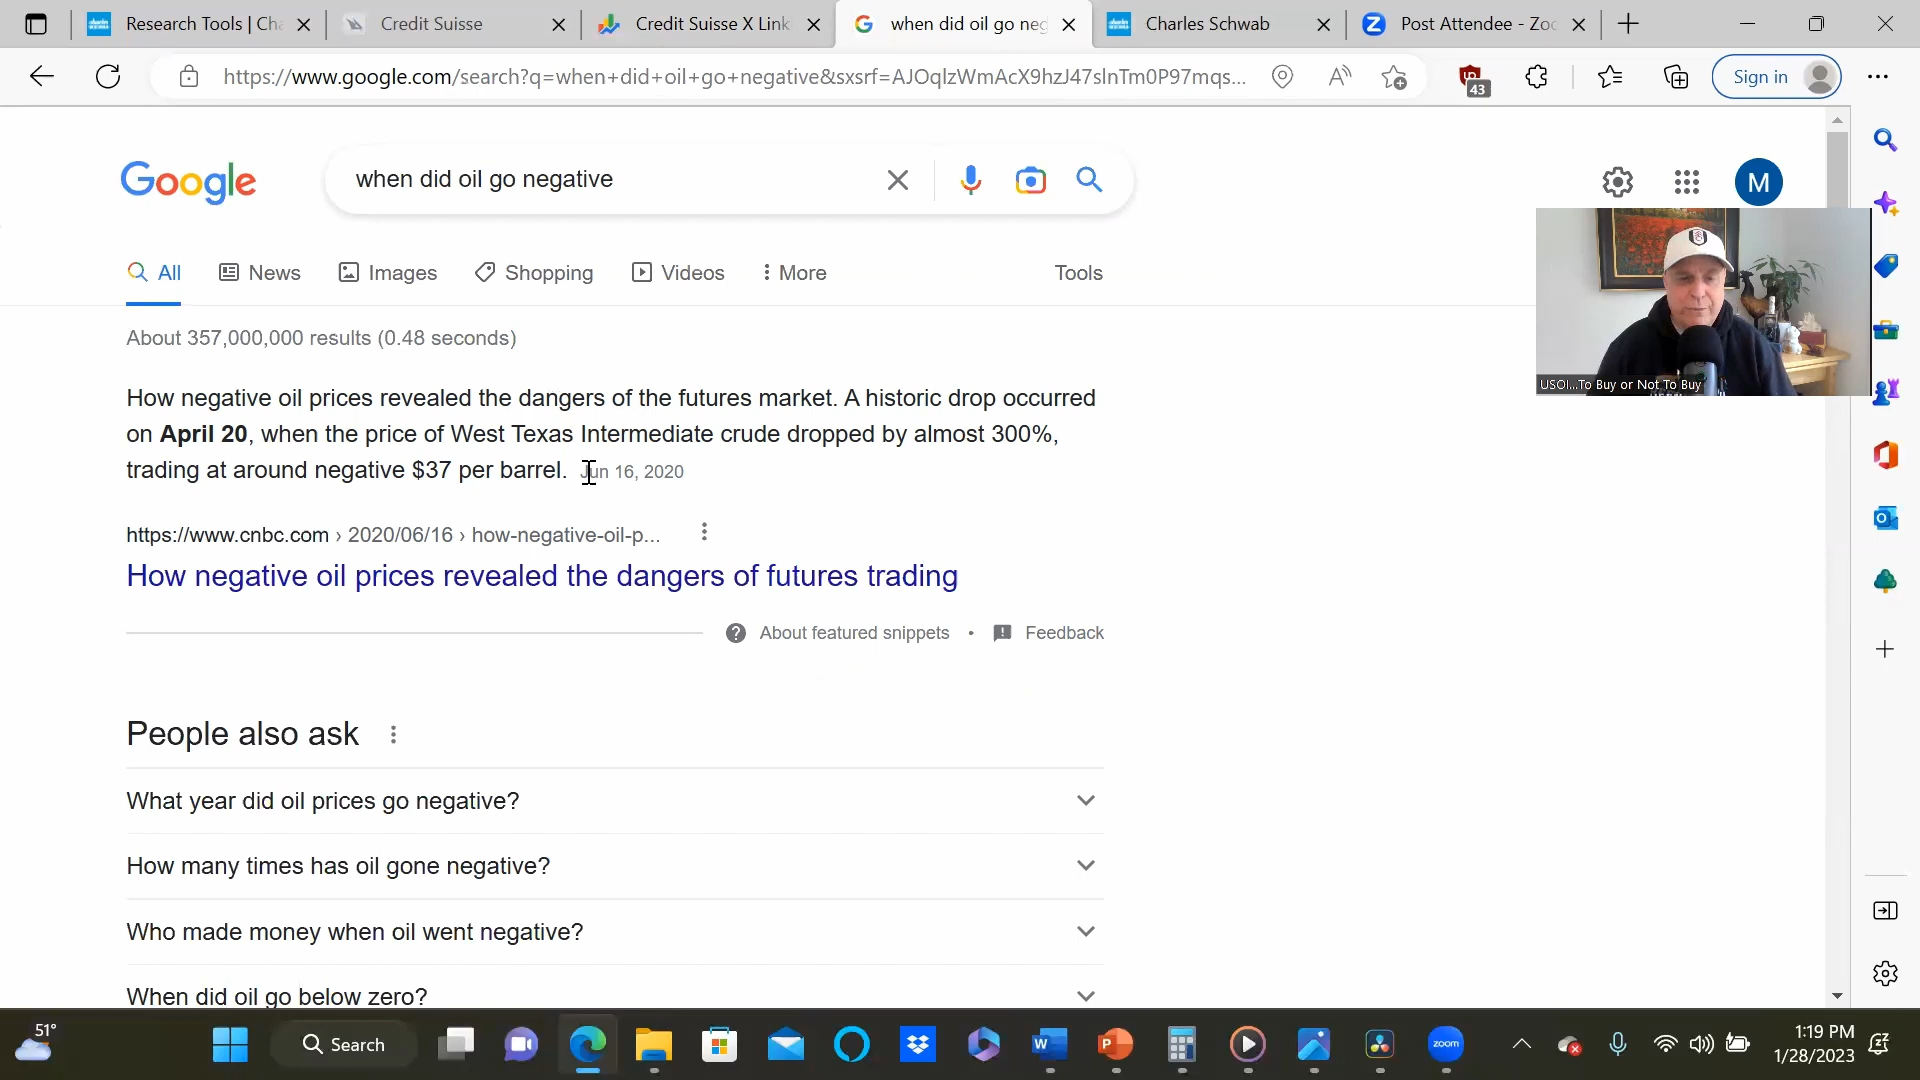 Research Tools | Cha
Credit Suisse
Credit Suisse X Link
when did oil go neg
Charles Schwab
Post Attendee - Zoo
https://www.google.com/search?q=when+did+oil+go+negative&sxsrf=AJOqlzWmAcX9hzJ47slnTm0P97mqs...
43
Sign in
Google
when did oil go negative
M
All
News
Images
Shopping
Videos
More
Tools
About 357,000,000 results (0.48 seconds)
How negative oil prices revealed the dangers of the futures market. A historic drop occurred
on April 20, when the price of West Texas Intermediate crude dropped by almost 300%,
trading at around negative $37 per barrel. Jun 16, 2020
USOI...To Buy or Not To Buy
https://www.cnbc.com › 2020/06/16 › how-negative-oil-p...
How negative oil prices revealed the dangers of futures trading
About featured snippets • Feedback
People also ask
What year did oil prices go negative?
How many times has oil gone negative?
Who made money when oil went negative?
When did oil go below zero?
51°
Search
zoom
1:19 PM
1/28/2023